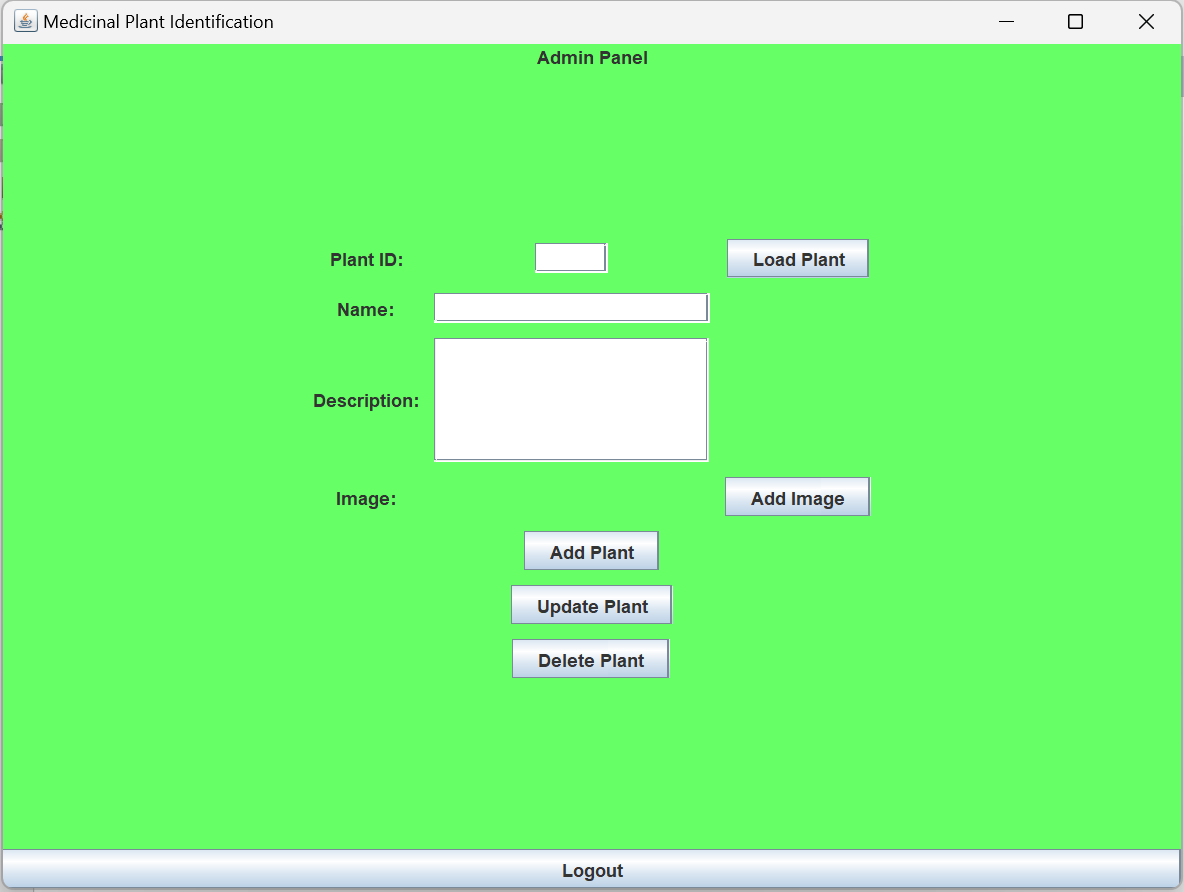 Medicinal Plant Identification
Admin Panel
Plant ID:
Load Plant
Name:
Description:
Image:
Add Image
Add Plant
Update Plant
Delete Plant
Logout